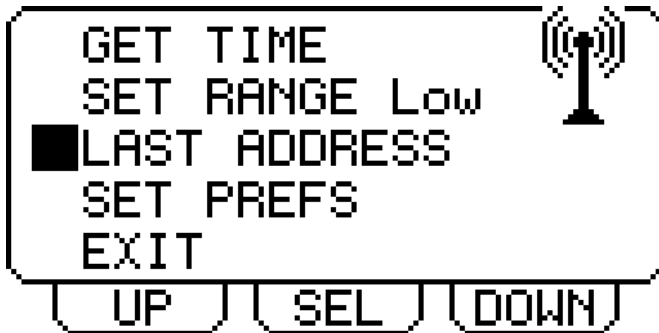 GET TIME
SET RANGE Low
LAST ADDRESS
SET PREFS
EXIT
UP SEL DOWN